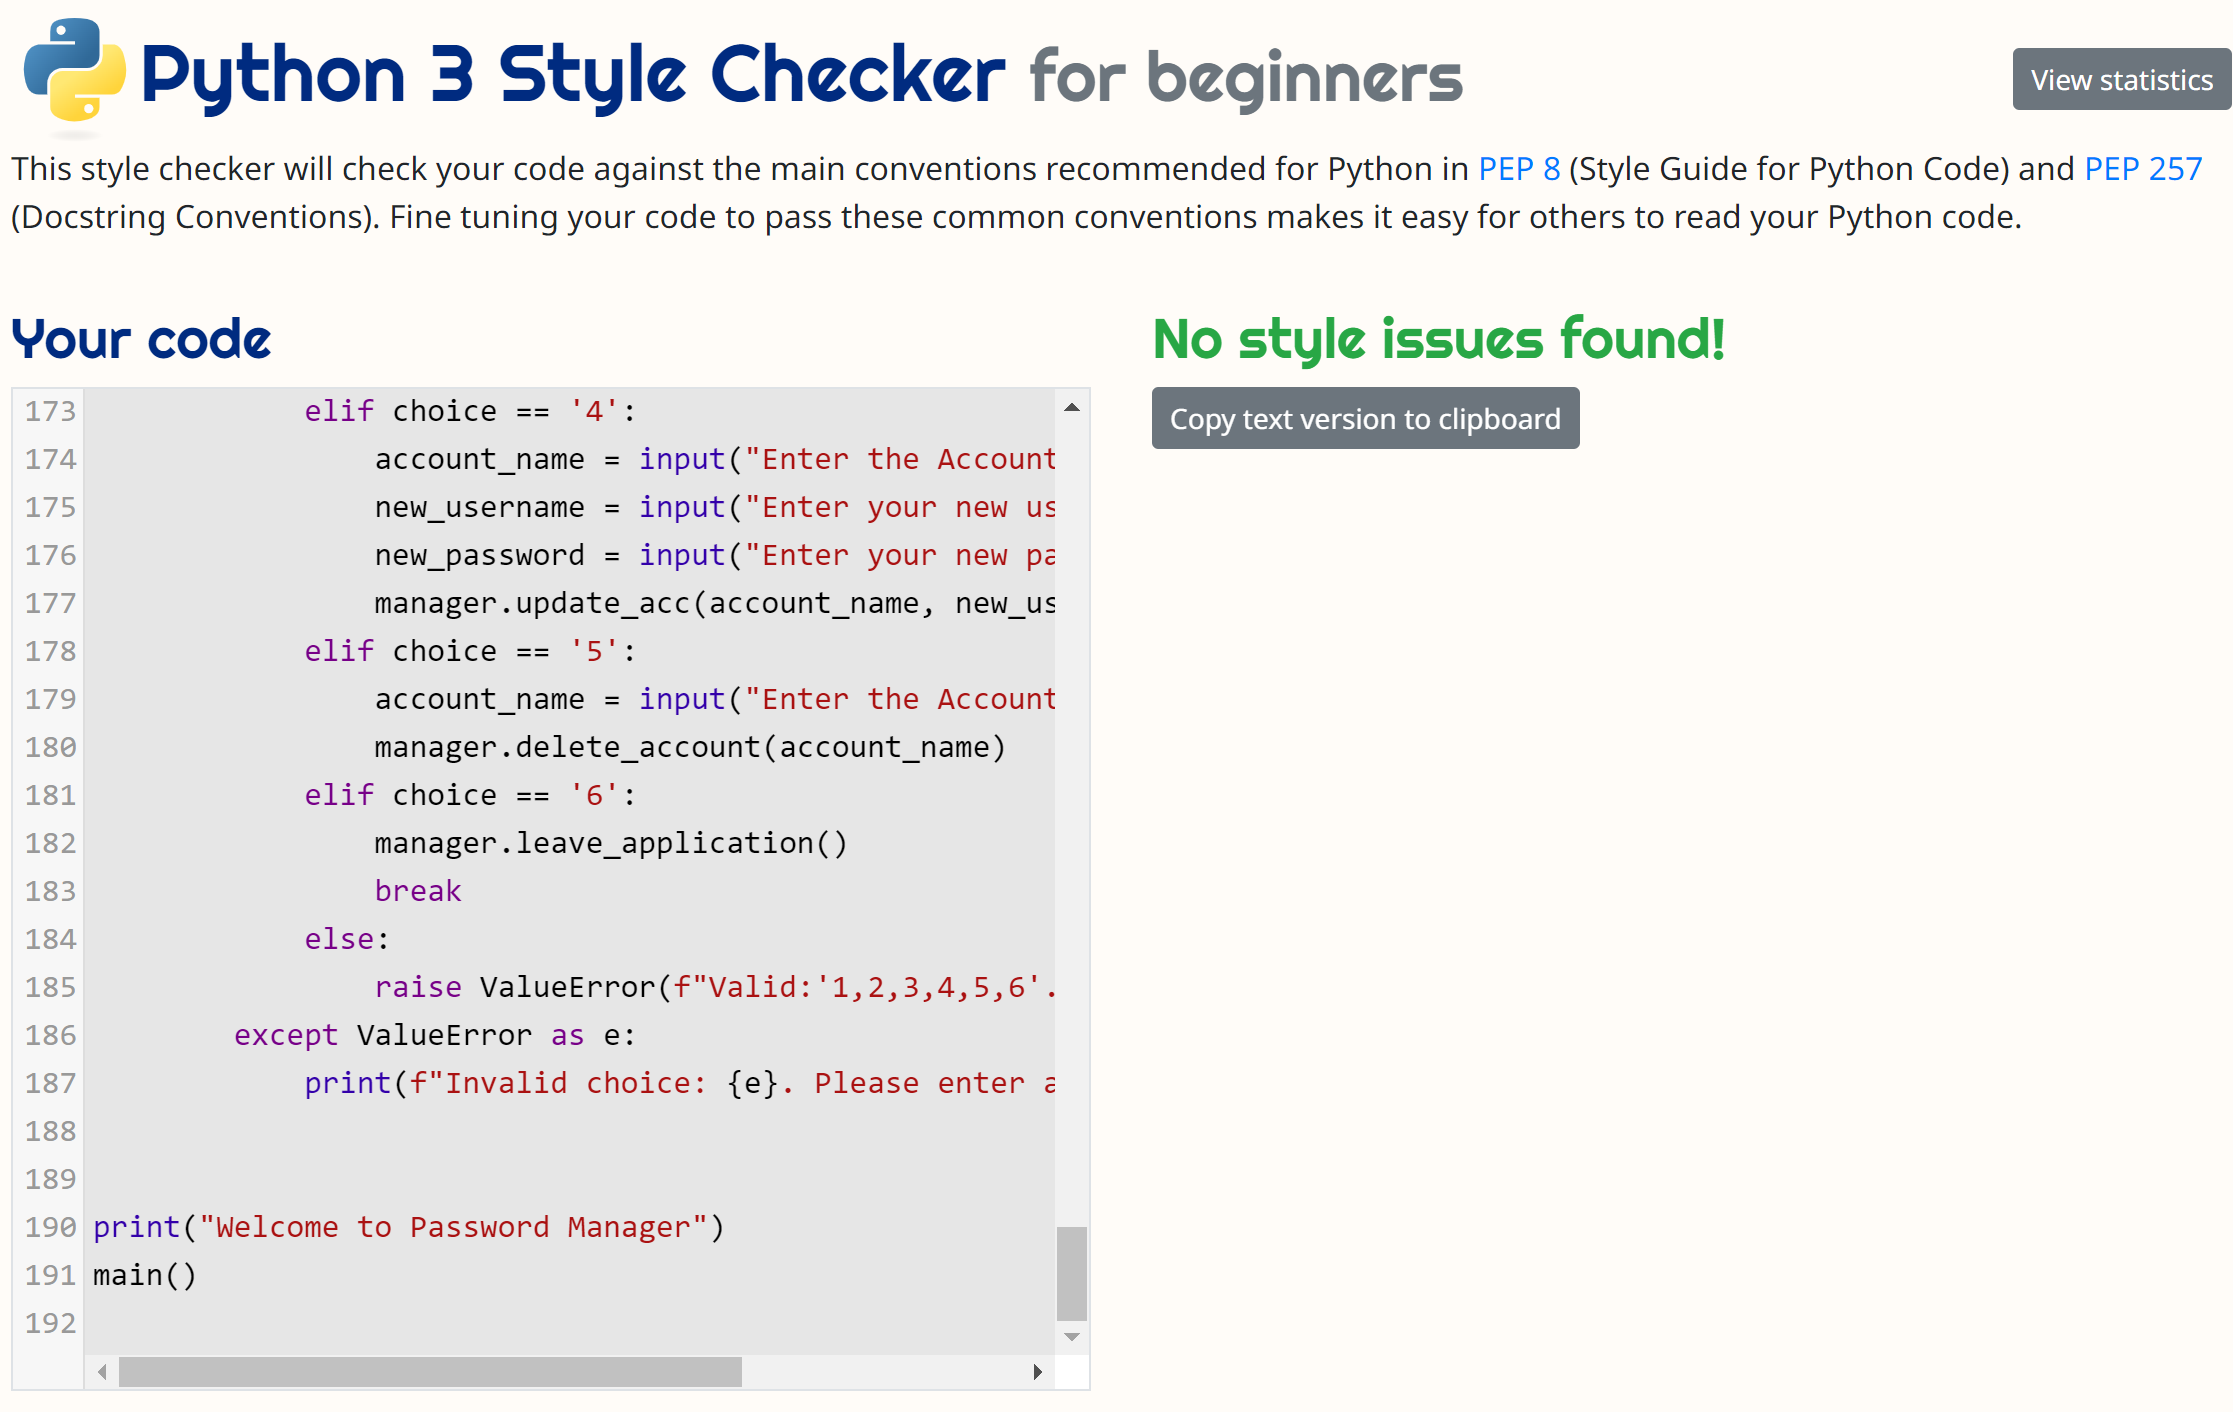 Python 3 Style Checker for beginners
View statistics
This style checker will check your code against the main conventions recommended for Python in PEP 8 (Style Guide for Python Code) and PEP 257
(Docstring Conventions). Fine tuning your code to pass these common conventions makes it easy for others to read your Python code.
Your code
No style issues found!
Copy text version to clipboard
173 elif choice == '4':
174 account_name = input("Enter the Account
175 new_username = input("Enter your new us
176 new_password = input("Enter your new pa
177 manager.update_acc(account_name, new_us
178 elif choice == '5':
179 account_name = input("Enter the Account
180 manager.delete_account(account_name)
181 elif choice == '6':
182 manager.leave_application()
183 break
184 else:
185 raise ValueError(f"Valid:'1,2,3,4,5,6'.
186 except ValueError as e:
187 print(f"Invalid choice: {e}. Please enter a
188
189
190 print("Welcome to Password Manager")
191 main()
192